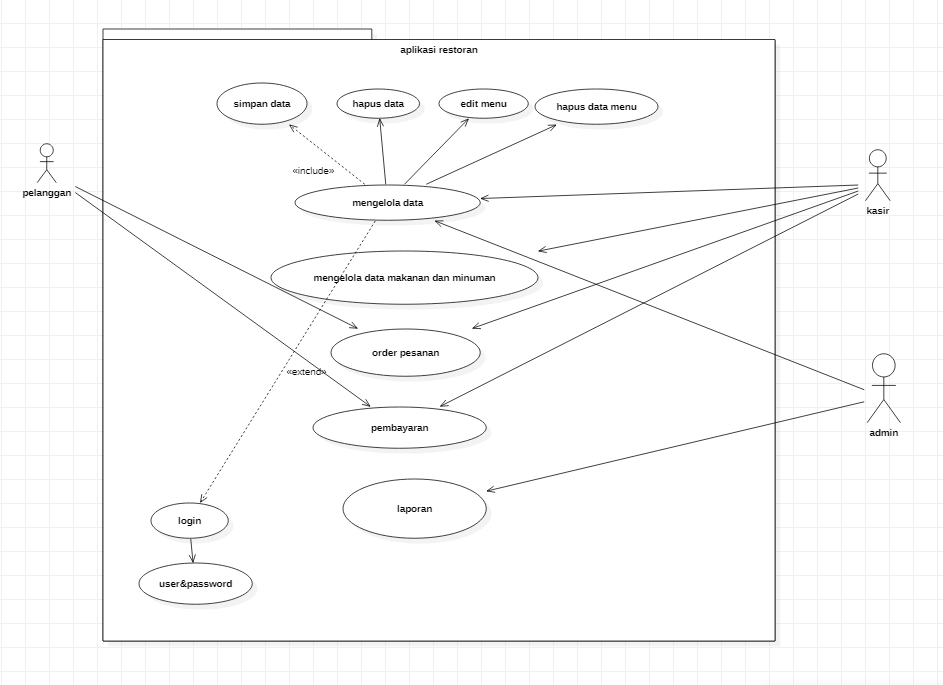 aplikasi restoran
simpan data
hapus data
edit menu
hapus data menu
«include»
pelanggan
mengelola data
kasir
mengelola data makanan dan minuman
order pesanan
«extend»
pembayaran
admin
laporan
login
user&password